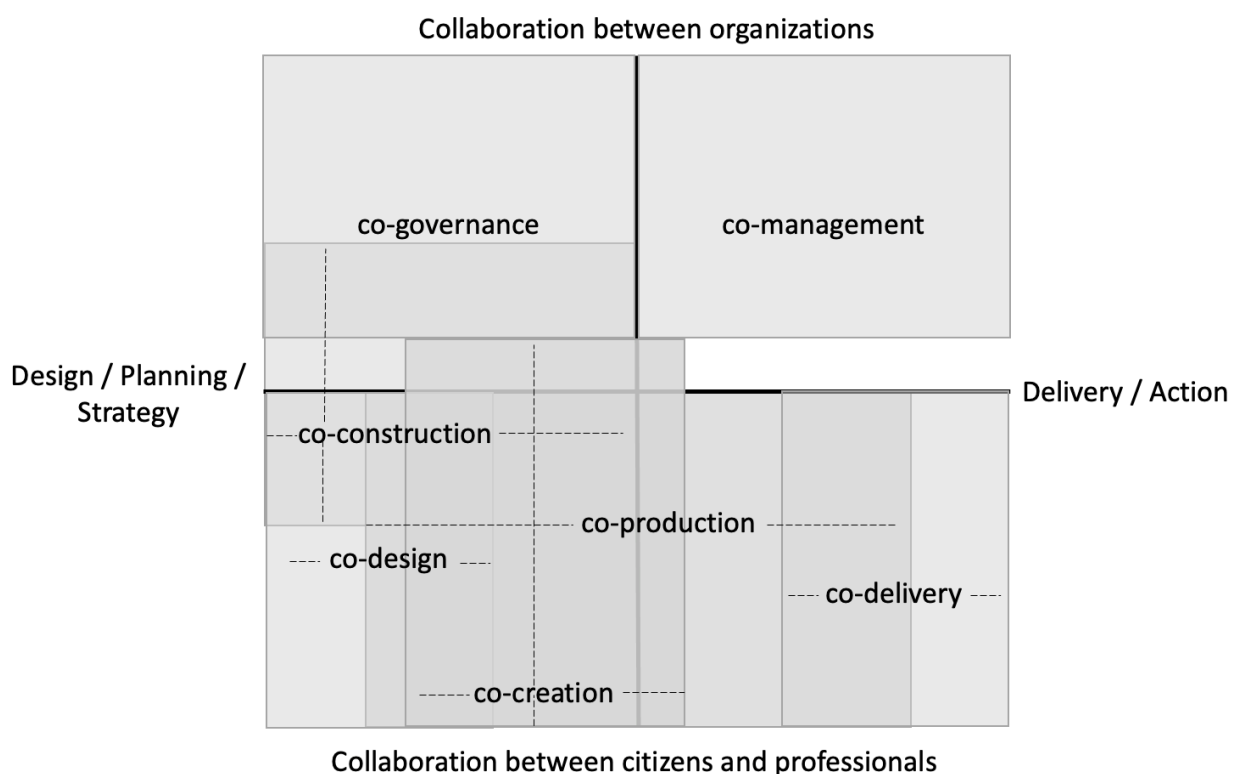 Collaboration between organizations
co-governance
co-management
Design / Planning /
Strategy
Delivery / Action
co-construction
co-production
co-design
co-delivery
co-creation
Collaboration between citizens and professionals